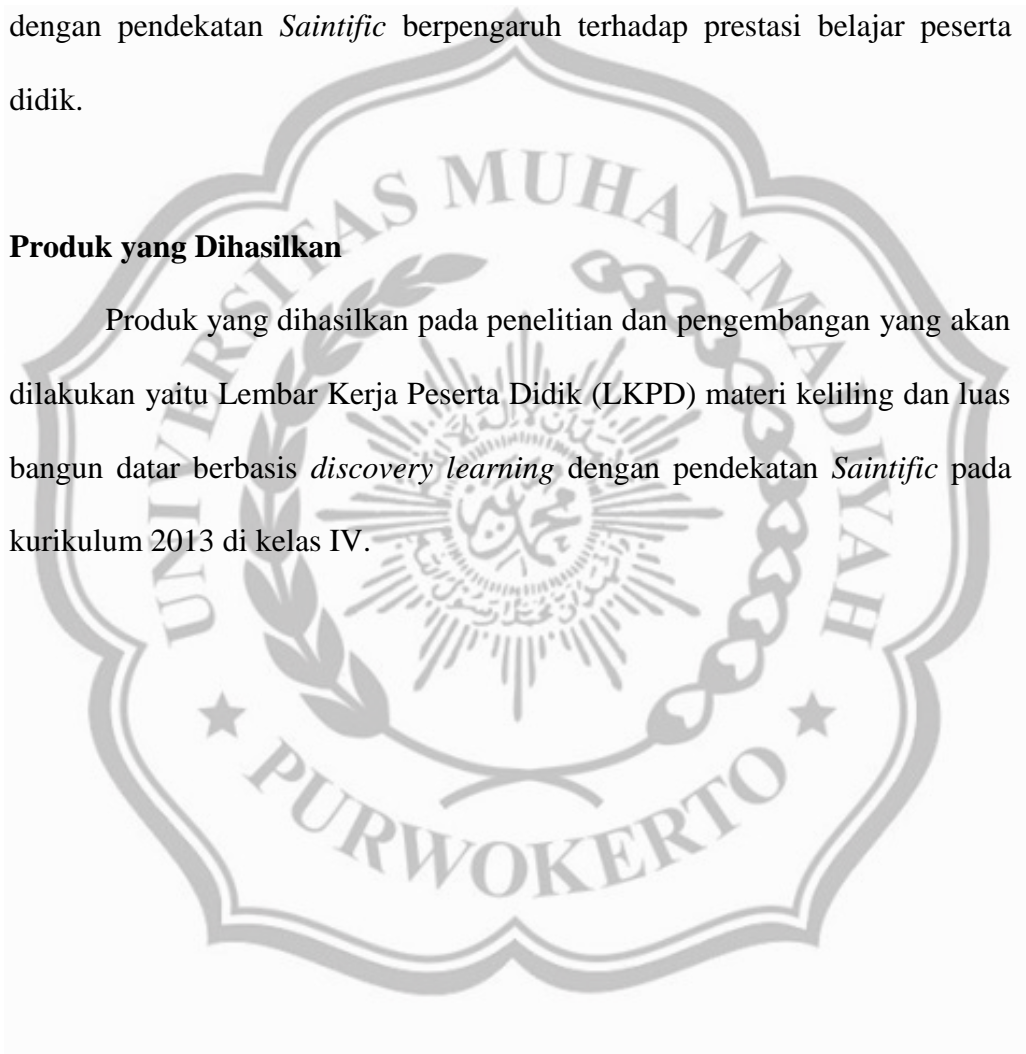 dengan pendekatan Saintific berpengaruh terhadap prestasi belajar peserta
didik.
UNIVERSITAS MUHAMMADIYAH
Produk yang Dihasilkan
Produk yang dihasilkan pada penelitian dan pengembangan yang akan
dilakukan yaitu Lembar Kerja Peserta Didik (LKPD) materi keliling dan luas
bangun datar berbasis discovery learning dengan pendekatan Saintific pada
kurikulum 2013 di kelas IV.
PURWOKERTO